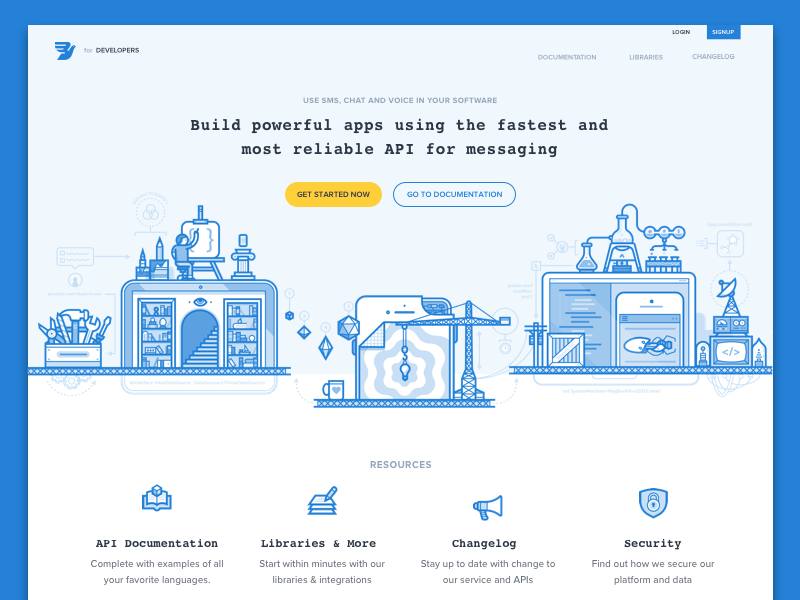 LOGIN
SIGNUP
for DEVELOPERS
DOCUMENTATION
LIBRARIES
CHANGELOG
USE SMS, CHAT AND VOICE IN YOUR SOFTWARE
Build powerful apps using the fastest and
most reliable API for messaging
GET STARTED NOW
GO TO DOCUMENTATION
</>
RESOURCES
API Documentation
Complete with examples of all
your favorite languages.
Libraries & More
Start within minutes with our
libraries & integrations
Changelog
Stay up to date with change to
our service and APIs
Security
Find out how we secure our
platform and data